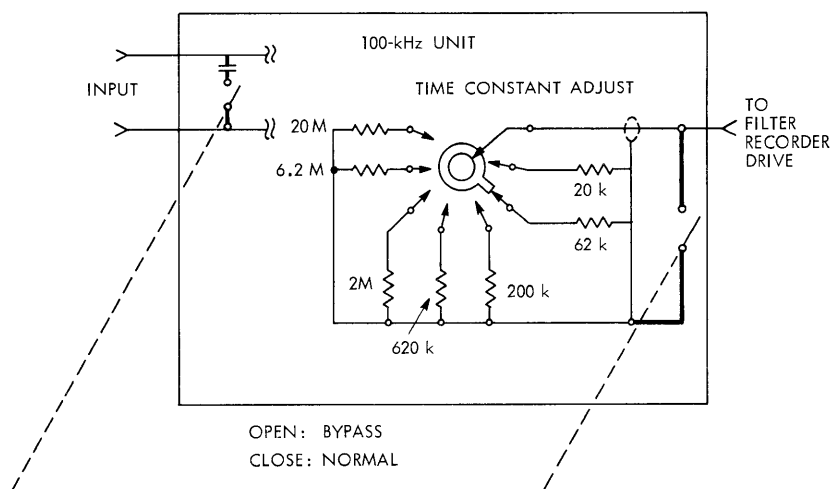 100-kHz UNIT
INPUT
TIME CONSTANT ADJUST
TO
FILTER
RECORDER
DRIVE
20 M
6.2 M
20 k
62 k
2M
200 k
620 k
OPEN: BYPASS
CLOSE: NORMAL